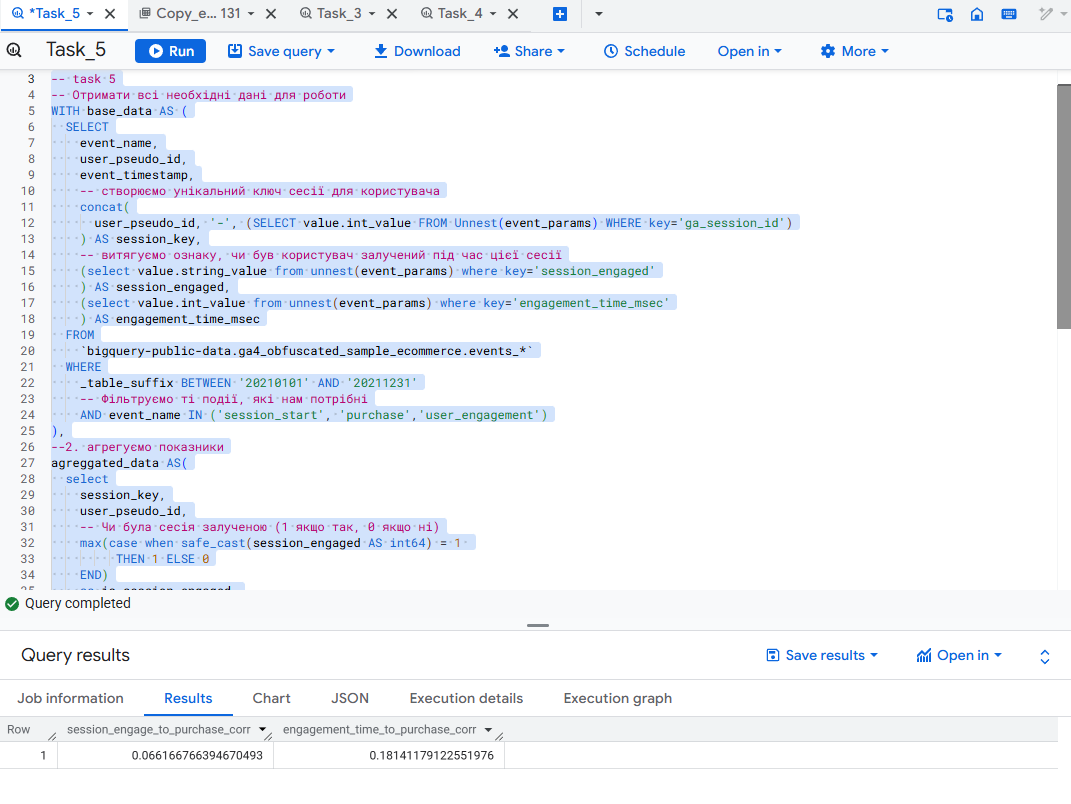 *Task_5
Copy_e... 131
Task_3
Task_4
Task_5
Run
Save query
Download
Share
Schedule
Open in
More
3 -- task 5
4 -- Отримати всі необхідні дані для роботи
5 WITH base_data AS (
6 SELECT
7 event_name,
8 user_pseudo_id,
9 event_timestamp,
10 -- створюємо унікальний ключ сесії для користувача
11 concat(
12 user_pseudo_id, '-', (SELECT value.int_value FROM Unnest(event_params) WHERE key='ga_session_id')
13 ) AS session_key,
14 -- витягуємо ознаку, чи був користувач залучений під час цієї сесії
15 (select value.string_value from unnest(event_params) where key='session_engaged'
16 ) AS session_engaged,
17 (select value.int_value from unnest(event_params) where key='engagement_time_msec'
18 ) AS engagement_time_msec
19 FROM
20 `bigquery-public-data.ga4_obfuscated_sample_ecommerce.events_*`
21 WHERE
22 _table_suffix BETWEEN '20210101' AND '20211231'
23 -- Фільтруємо ті події, які нам потрібні
24 AND event_name IN ('session_start', 'purchase','user_engagement')
25 ),
26 --2. агрегуємо показники
27 agreggated_data AS(
28 select
29 session_key,
30 user_pseudo_id,
31 -- Чи була сесія залученою (1 якщо так, 0 якщо ні)
32 max(case when safe_cast(session_engaged AS int64) = 1
33 THEN 1 ELSE 0
34 END)
Query completed
Query results
Save results
Open in
Job information
Results
Chart
JSON
Execution details
Execution graph
Row session_engage_to_purchase_corr engagement_time_to_purchase_corr
1 0.066166766394670493 0.18141179122551976